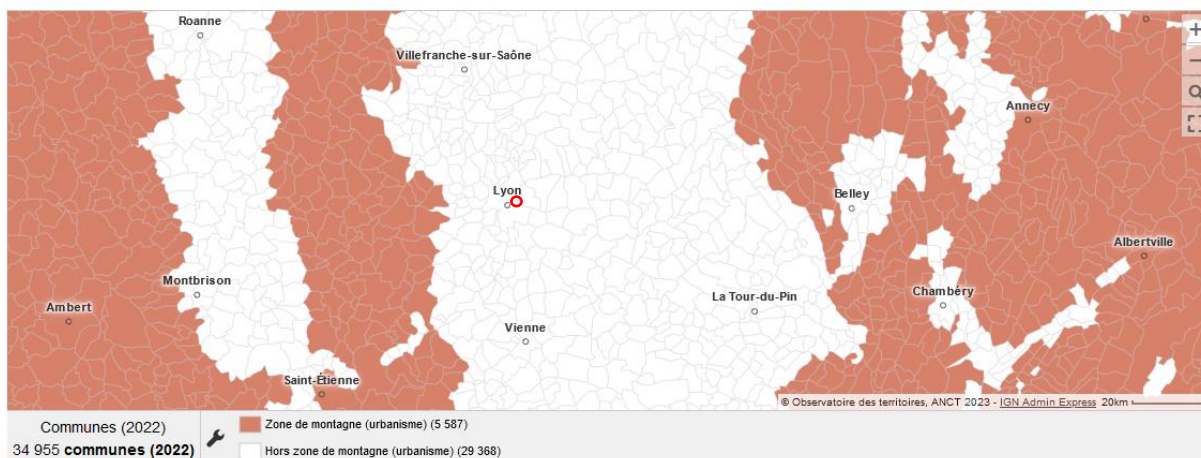 Roanne
Villefranche-sur-Saône
Annecy
Lyon
Belley
Albertville
Montbrison
Ambert
La Tour-du-Pin
Chambéry
Vienne
Saint-Étienne
© Observatoire des territoires, ANCT 2023 - IGN Admin Express 20km
Communes (2022)
34 955 communes (2022)
Zone de montagne (urbanisme) (5 587)
Hors zone de montagne (urbanisme) (29 368)